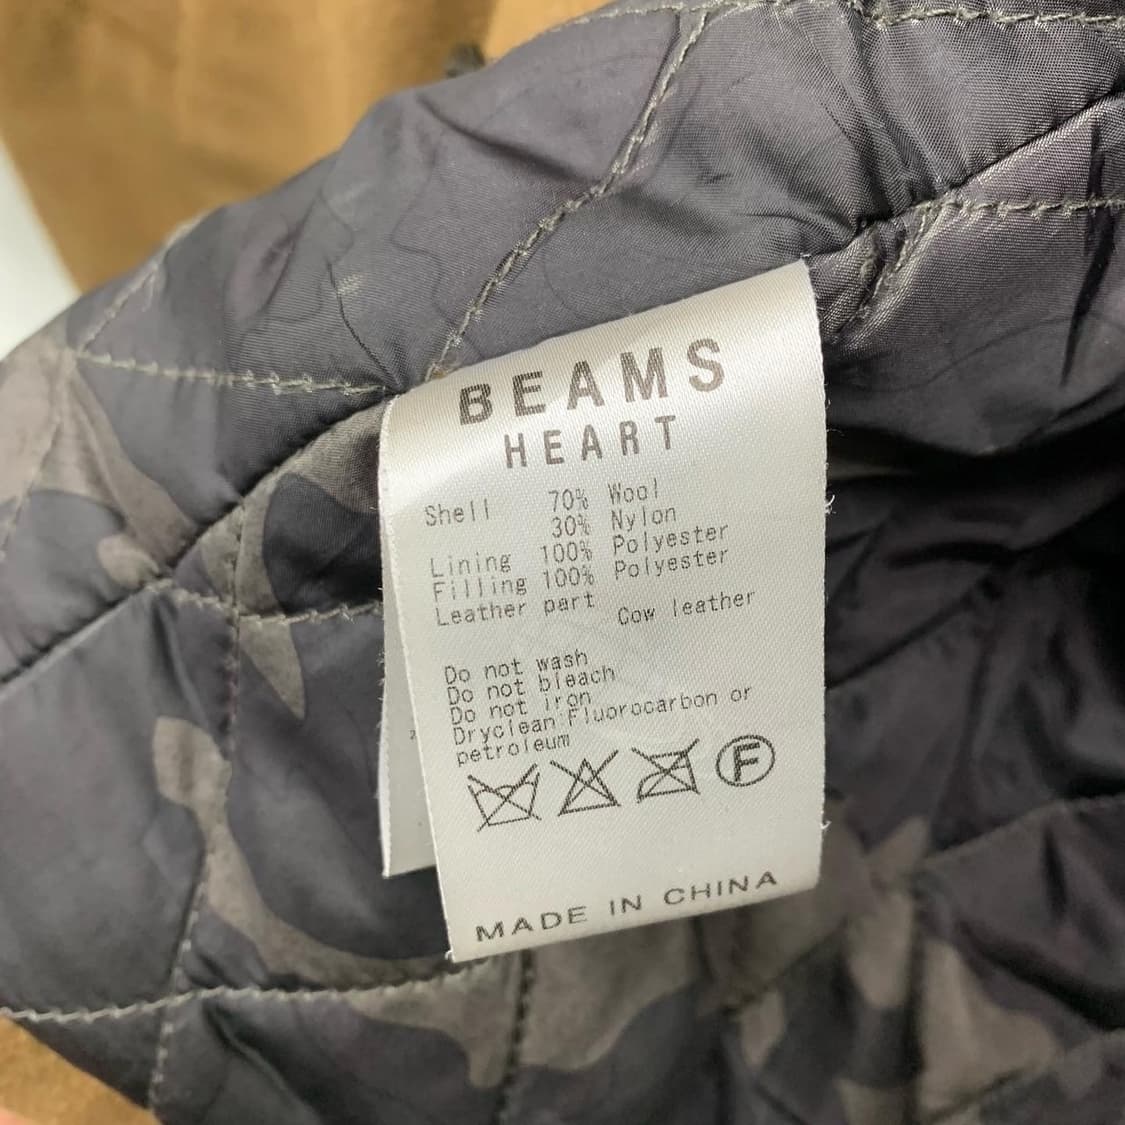 BEAMS
HEART
Shell 70% Wool
30% Nylon
Lining 100% Polyester
Filling 100% Polyester
Leather part
Cow leather
Do not wash
Do not bleach
Do not iron
Dryclean Fluorocarbon or
petroleum
F
MADE IN CHINA